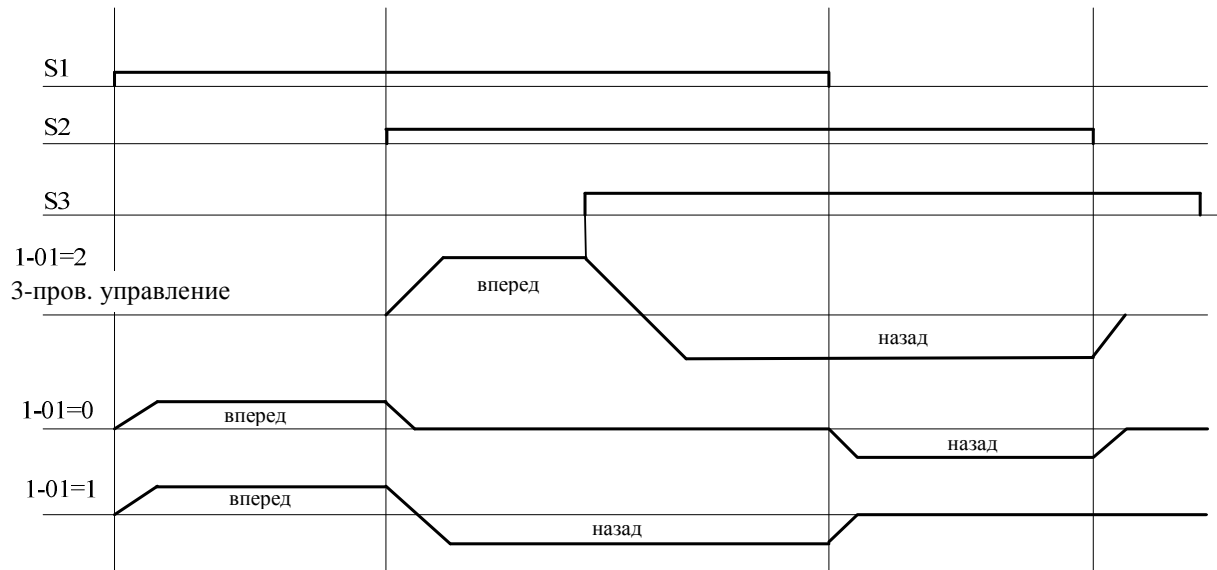 S1
S2
S3
1-01=2
3-пров. управление
вперед
назад
1-01=0
вперед
назад
1-01=1
вперед
назад